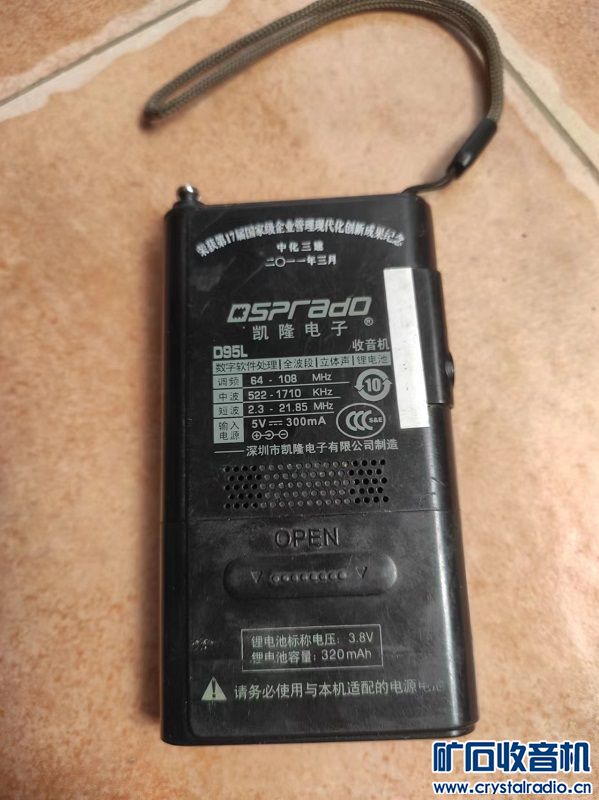 荣获第17届国家级企业管理现代化创新成果纪念
中化三建
二〇一一年三月
OSPrado
凯隆电子®
D95L 收音机
数字软件处理 | 全波段 | 立体声 | 锂电池
调频 64 - 108 MHz
中波 522 - 1710 KHz
短波 2.3 - 21.85 MHz
输入电源 5V ⎓ 300mA
10
CCC S&E
深圳市凯隆电子有限公司制造
OPEN
锂电池标称电压: 3.8V
锂电池容量: 320mAh
请务必使用与本机适配的电源电池
矿石收音机
www.crystalradio.cn